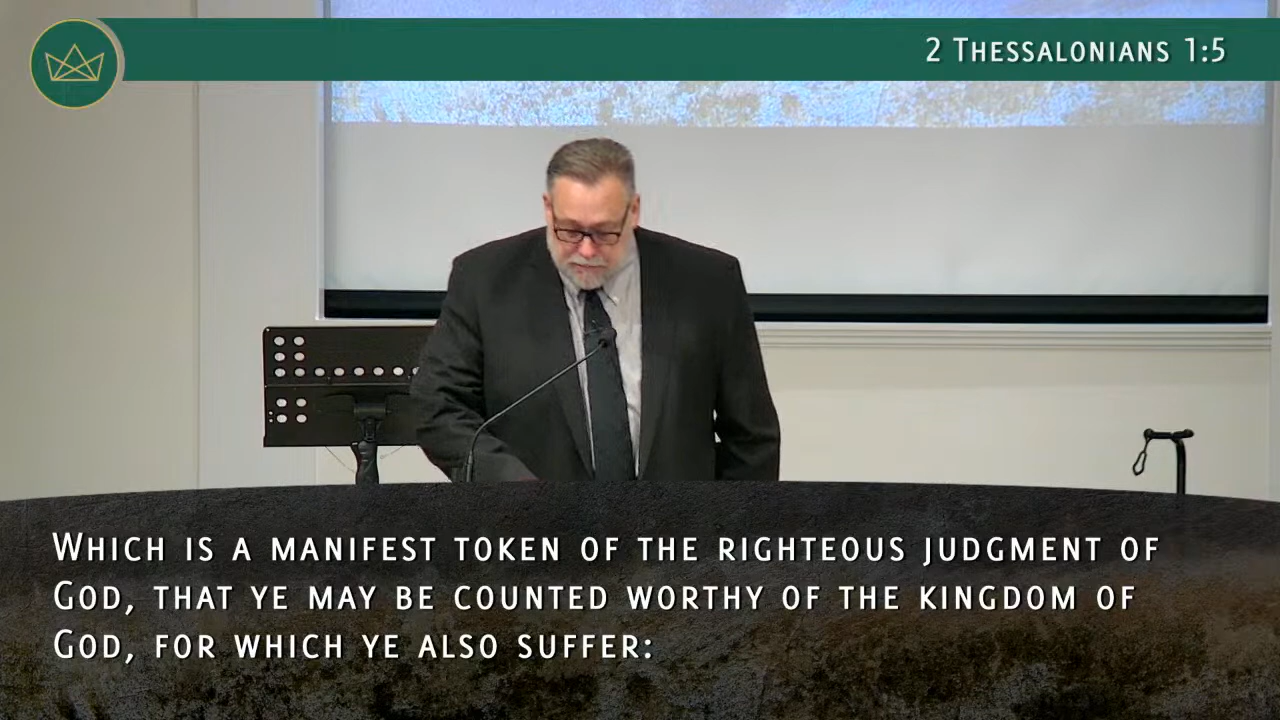 2 Thessalonians 1:5
Which is a manifest token of the righteous judgment of
God, that ye may be counted worthy of the kingdom of
God, for which ye also suffer: